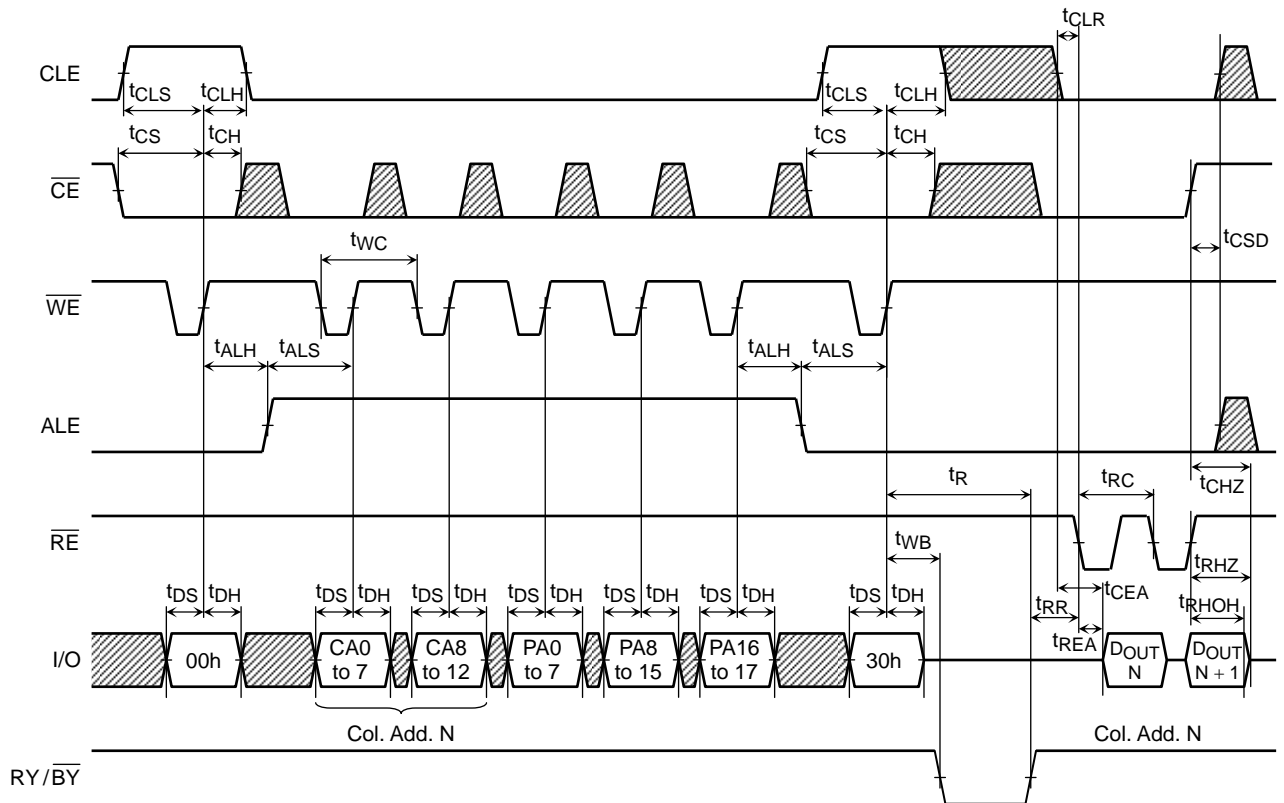 tCLR
CLE
tCLS tCLH tCLS tCLH
tCS tCH tCS tCH
CE
tWC tCSD
WE
tALH tALS tALH tALS
ALE
tR tRC tCHZ
RE
tWB tRHZ
tDS tDH tDS tDH tDS tDH tDS tDH tDS tDH tDS tDH tDS tDH tCEA
tRR tRHOH
tREA
I/O 00h CA0 to 7 CA8 to 12 PA0 to 7 PA8 to 15 PA16 to 17 30h DOUT N DOUT N + 1
Col. Add. N Col. Add. N
RY/BY